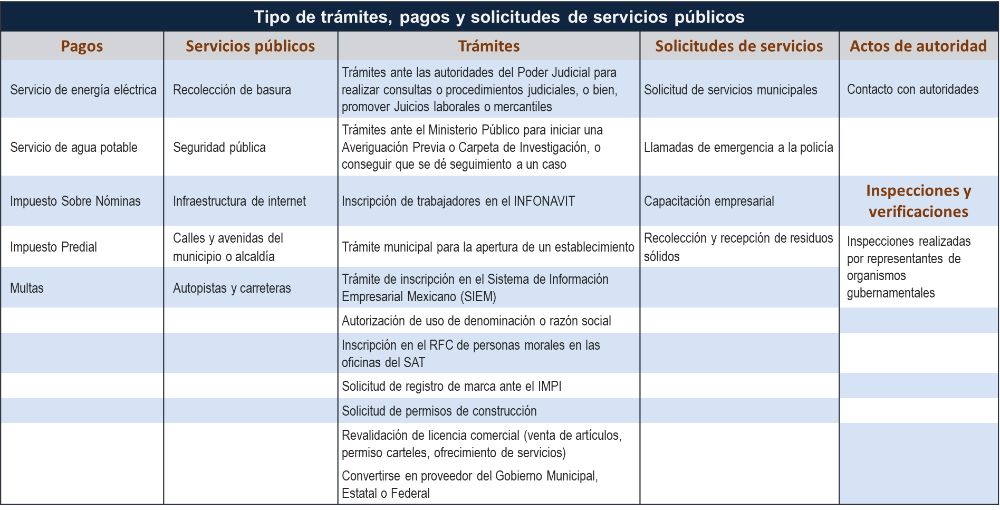 Tipo de trámites, pagos y solicitudes de servicios públicos
Pagos
Servicios públicos
Trámites
Solicitudes de servicios
Actos de autoridad
Servicio de energía eléctrica
Recolección de basura
Trámites ante las autoridades del Poder Judicial para
realizar consultas o procedimientos judiciales, o bien,
promover Juicios laborales o mercantiles
Solicitud de servicios municipales
Contacto con autoridades
Servicio de agua potable
Seguridad pública
Trámites ante el Ministerio Público para iniciar una
Averiguación Previa o Carpeta de Investigación, o
conseguir que se dé seguimiento a un caso
Llamadas de emergencia a la policía
Impuesto Sobre Nóminas
Infraestructura de internet
Inscripción de trabajadores en el INFONAVIT
Capacitación empresarial
Inspecciones y
verificaciones
Impuesto Predial
Calles y avenidas del
municipio o alcaldía
Trámite municipal para la apertura de un establecimiento
Recolección y recepción de residuos
sólidos
Inspecciones realizadas
por representantes de
organismos
gubernamentales
Multas
Autopistas y carreteras
Trámite de inscripción en el Sistema de Información
Empresarial Mexicano (SIEM)
Autorización de uso de denominación o razón social
Inscripción en el RFC de personas morales en las
oficinas del SAT
Solicitud de registro de marca ante el IMPI
Solicitud de permisos de construcción
Revalidación de licencia comercial (venta de artículos,
permiso carteles, ofrecimiento de servicios)
Convertirse en proveedor del Gobierno Municipal,
Estatal o Federal